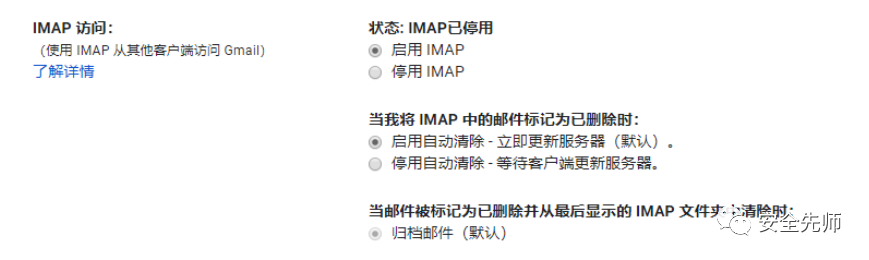 IMAP 访问：
（使用 IMAP 从其他客户端访问 Gmail）
了解详情
状态: IMAP已停用
启用 IMAP
停用 IMAP
当我将 IMAP 中的邮件标记为已删除时：
启用自动清除 - 立即更新服务器（默认）。
停用自动清除 - 等待客户端更新服务器。
当邮件被标记为已删除并从最后显示的 IMAP 文件夹中清除时：
归档邮件（默认）
安全先师